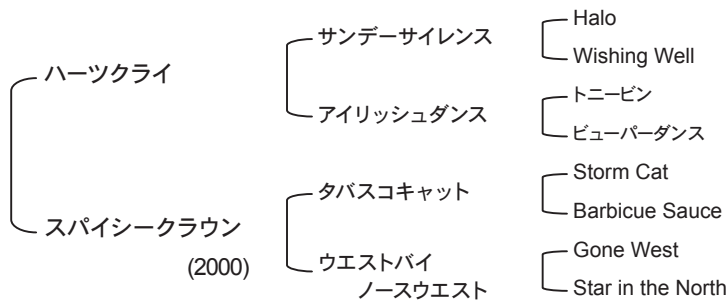 ハーツクライ
サンデーサイレンス
Halo
Wishing Well
アイリッシュダンス
トニービン
ビューパーダンス
スパイシークラウン
(2000)
タバスコキャット
Storm Cat
Barbicue Sauce
ウエストバイ
ノースウエスト
Gone West
Star in the North